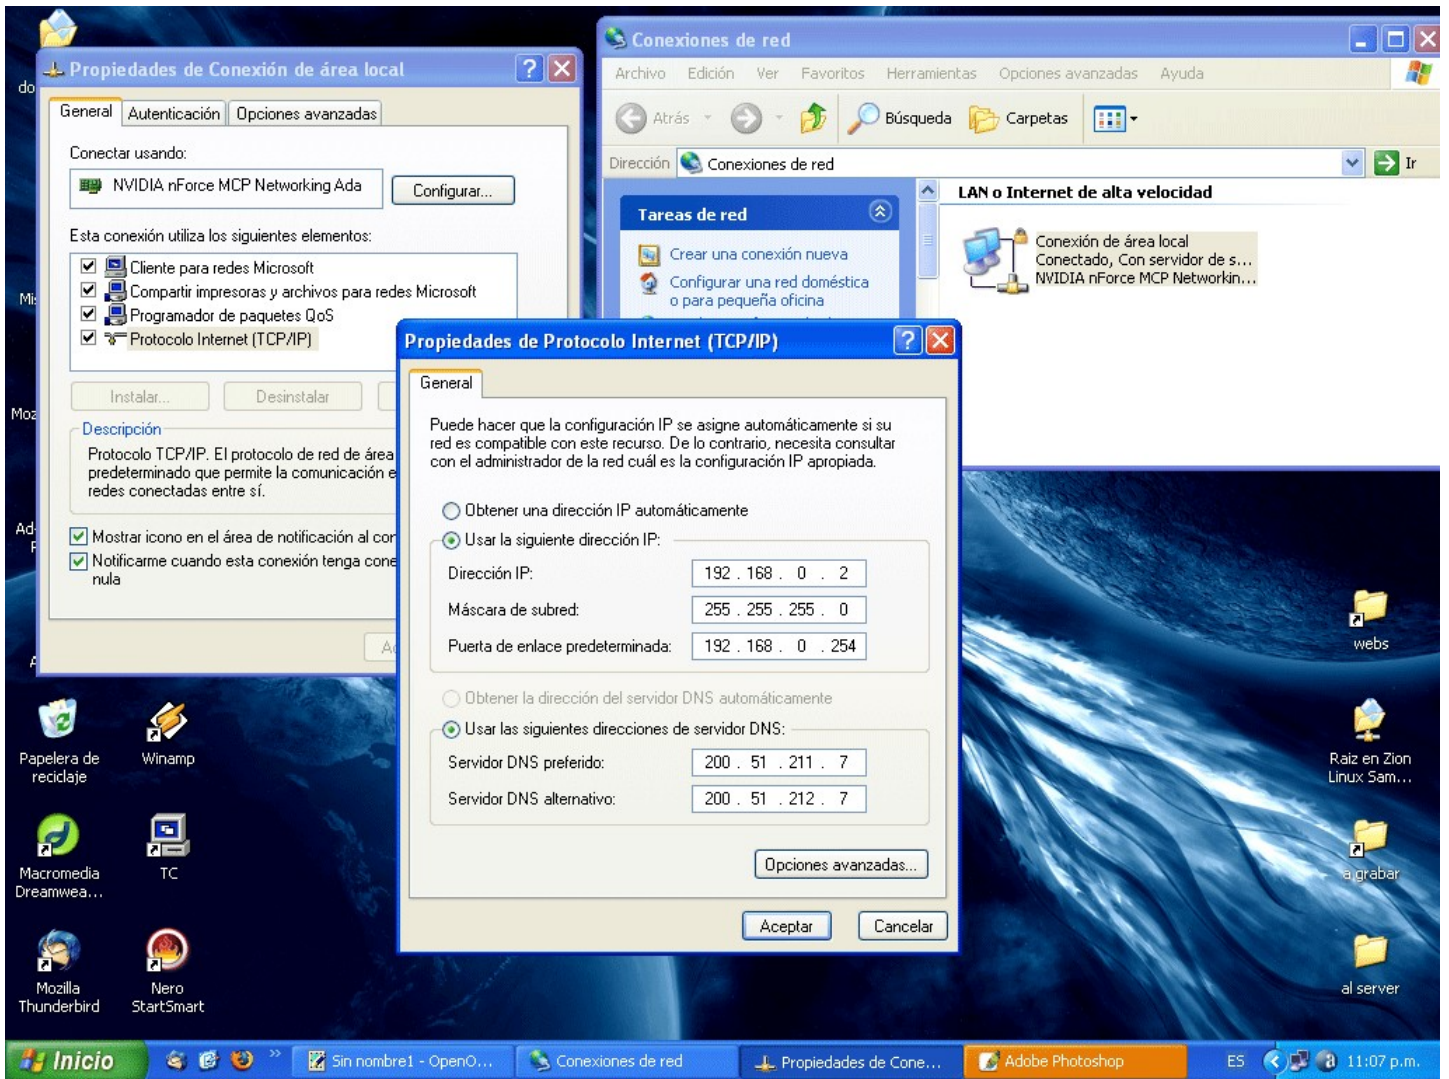 Propiedades de Conexión de área local
General
Autenticación
Opciones avanzadas
Conectar usando:
NVIDIA nForce MCP Networking Ada
Configurar...
Esta conexión utiliza los siguientes elementos:
Cliente para redes Microsoft
Compartir impresoras y archivos para redes Microsoft
Programador de paquetes QoS
Protocolo Internet (TCP/IP)
Instalar...
Desinstalar
Descripción
Protocolo TCP/IP. El protocolo de red de área
predeterminado que permite la comunicación e
redes conectadas entre sí.
Mostrar icono en el área de notificación al con
Notificarme cuando esta conexión tenga cone
nula
Conexiones de red
Archivo
Edición
Ver
Favoritos
Herramientas
Opciones avanzadas
Ayuda
Atrás
Búsqueda
Carpetas
Dirección
Conexiones de red
Ir
Tareas de red
Crear una conexión nueva
Configurar una red doméstica
o para pequeña oficina
LAN o Internet de alta velocidad
Conexión de área local
Conectado, Con servidor de s...
NVIDIA nForce MCP Networkin...
Propiedades de Protocolo Internet (TCP/IP)
General
Puede hacer que la configuración IP se asigne automáticamente si su
red es compatible con este recurso. De lo contrario, necesita consultar
con el administrador de la red cuál es la configuración IP apropiada.
Obtener una dirección IP automáticamente
Usar la siguiente dirección IP:
Dirección IP: 192 . 168 . 0 . 2
Máscara de subred: 255 . 255 . 255 . 0
Puerta de enlace predeterminada: 192 . 168 . 0 . 254
Obtener la dirección del servidor DNS automáticamente
Usar las siguientes direcciones de servidor DNS:
Servidor DNS preferido: 200 . 51 . 211 . 7
Servidor DNS alternativo: 200 . 51 . 212 . 7
Opciones avanzadas...
Aceptar
Cancelar
Papelera de
reciclaje
Winamp
Macromedia
Dreamwea...
TC
Mozilla
Thunderbird
Nero
StartSmart
webs
Raiz en Zion
Linux Sam...
a grabar
al server
Inicio
Sin nombre1 - OpenO...
Conexiones de red
Propiedades de Cone...
Adobe Photoshop
ES
11:07 p.m.